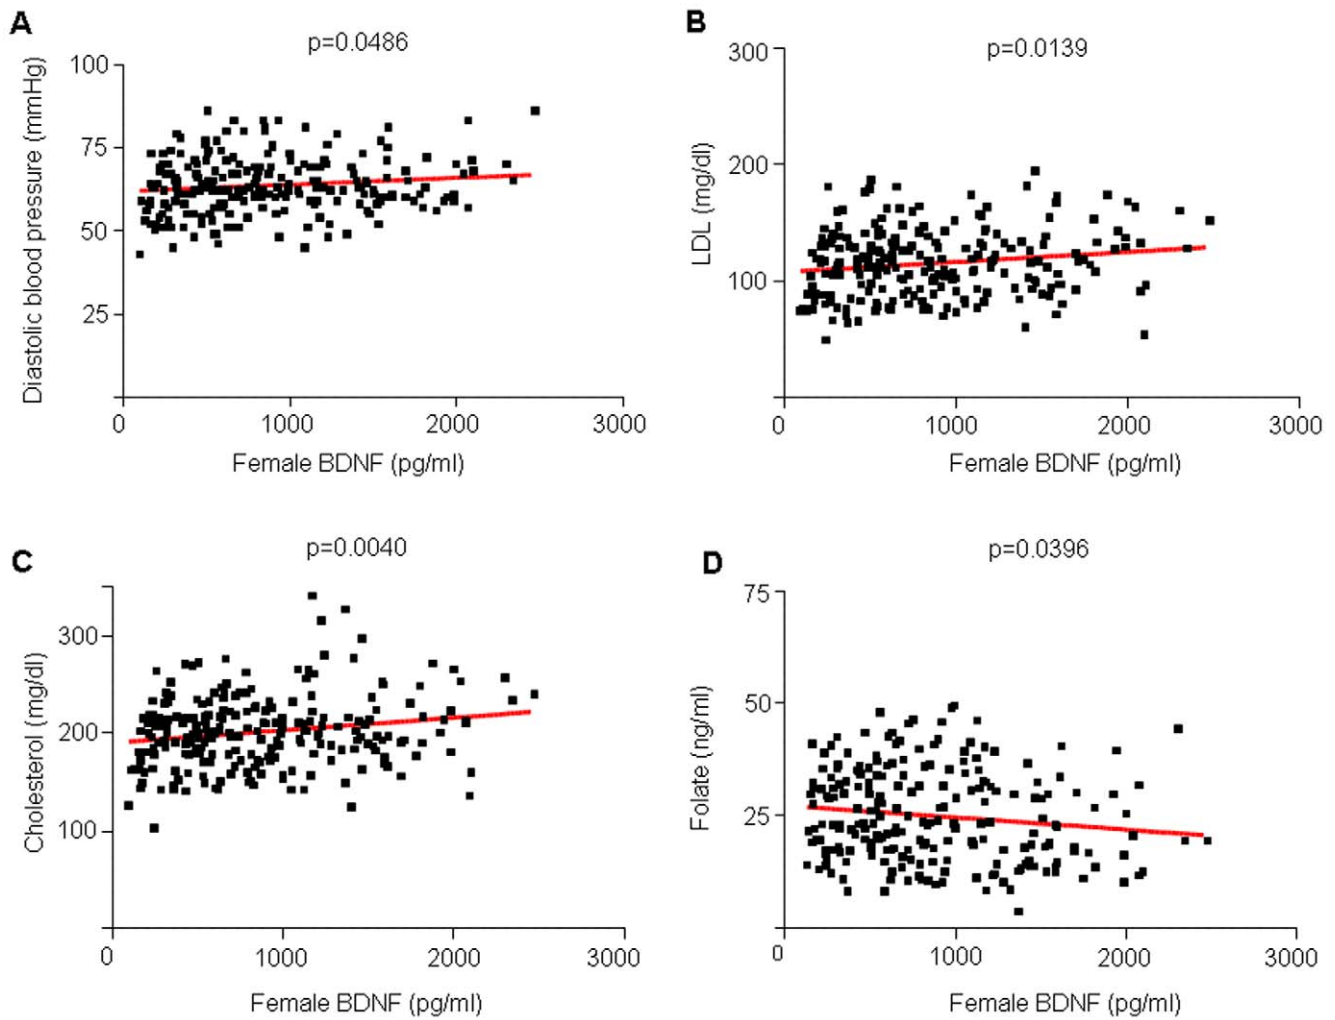 A
p=0.0486
Diastolic blood pressure (mmHg)
100
75
50
25
0 1000 2000 3000
Female BDNF (pg/ml)
B
p=0.0139
LDL (mg/dl)
300
200
100
0 1000 2000 3000
Female BDNF (pg/ml)
C
p=0.0040
Cholesterol (mg/dl)
300
200
100
0 1000 2000 3000
Female BDNF (pg/ml)
D
p=0.0396
Folate (ng/ml)
75
50
25
0 1000 2000 3000
Female BDNF (pg/ml)